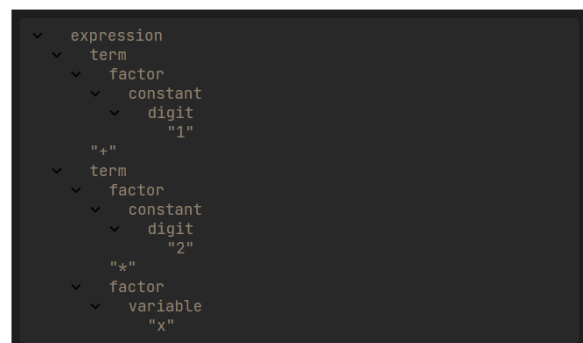 expression
term
factor
constant
digit
"1"
"+"
term
factor
constant
digit
"2"
"*"
factor
variable
"x"